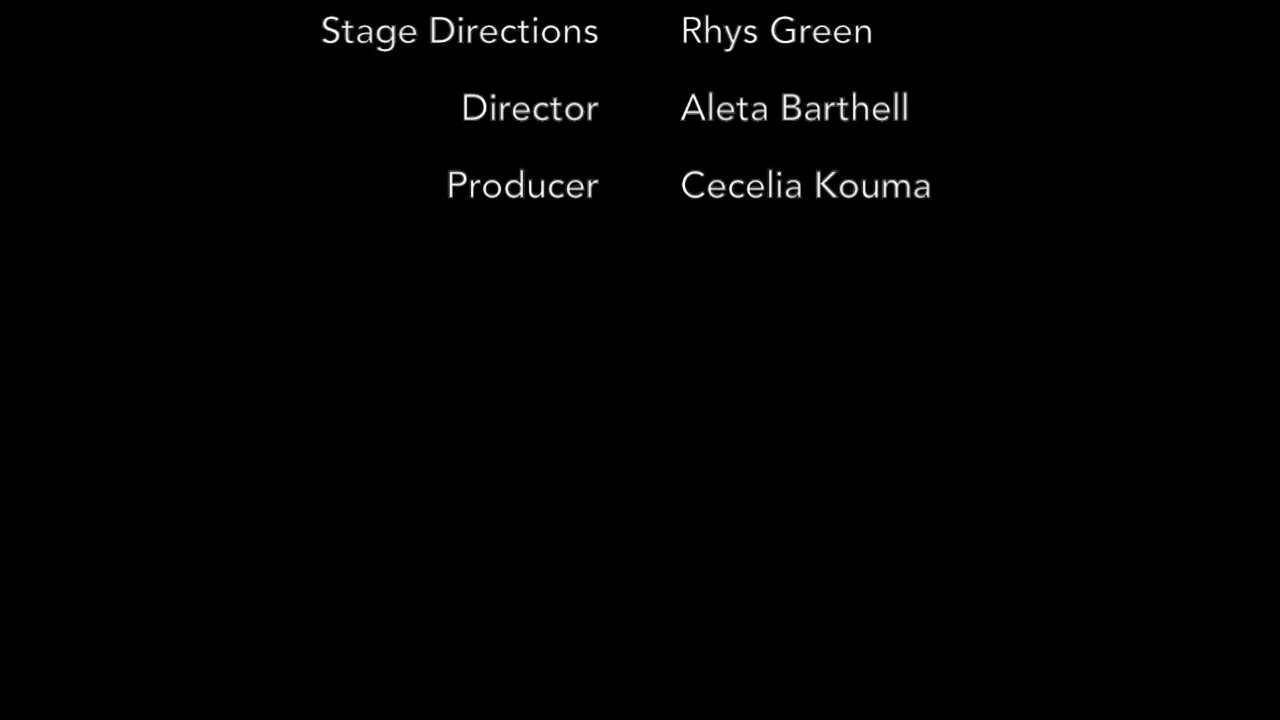 Stage Directions Rhys Green
Director Aleta Barthell
Producer Cecelia Kouma